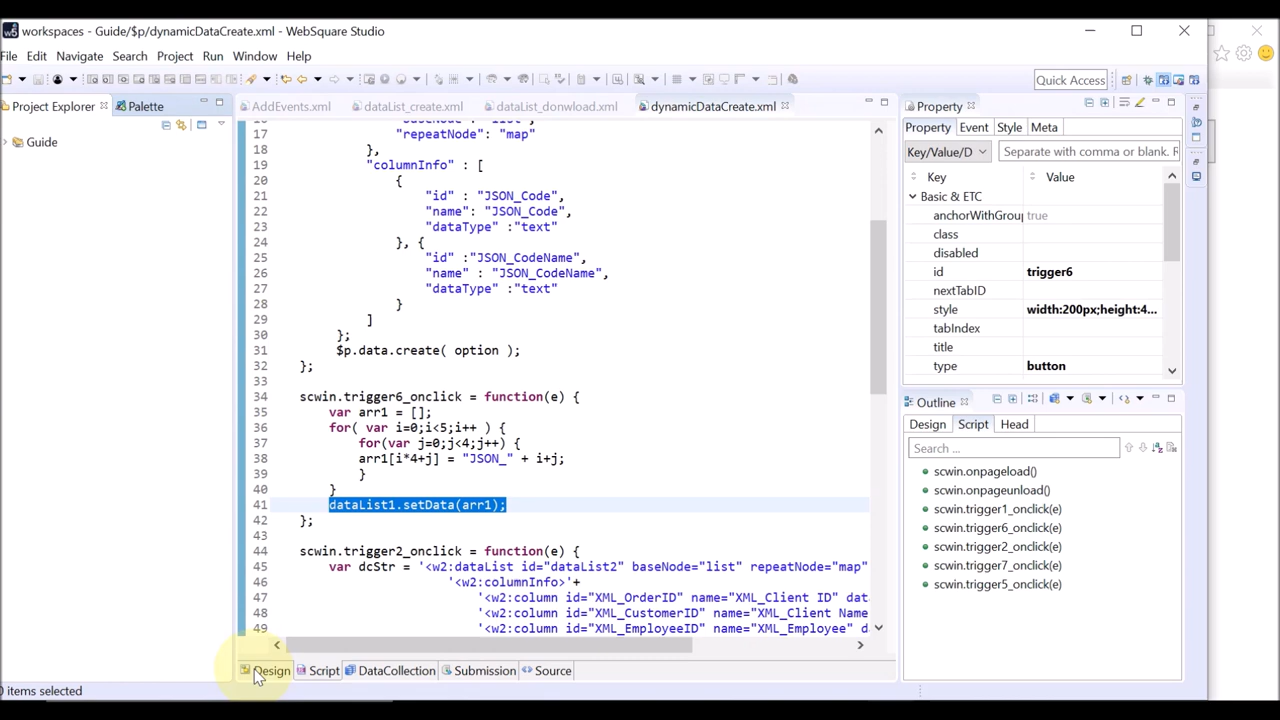 workspaces - Guide/$p/dynamicDataCreate.xml - WebSquare Studio
File Edit Navigate Search Project Run Window Help
Quick Access
Project Explorer Palette
AddEvents.xml dataList_create.xml dataList_donwload.xml dynamicDataCreate.xml
Property
Guide
17 "repeatNode": "map"
18 },
19 "columnInfo" : [
20 {
21 "id" : "JSON_Code",
22 "name": "JSON_Code",
23 "dataType" :"text"
24 }, {
25 "id" :"JSON_CodeName",
26 "name" : "JSON_CodeName",
27 "dataType" :"text"
28 }
29 ]
30 };
31 $p.data.create( option );
32 };
33
34 scwin.trigger6_onclick = function(e) {
35 var arr1 = [];
36 for( var i=0;i<5;i++ ) {
37 for(var j=0;j<4;j++) {
38 arr1[i*4+j] = "JSON_" + i+j;
39 }
40 }
41 dataList1.setData(arr1);
42 };
43
44 scwin.trigger2_onclick = function(e) {
45 var dcStr = '<w2:dataList id="dataList2" baseNode="list" repeatNode="map"
46 '<w2:columnInfo>'+
47 '<w2:column id="XML_OrderID" name="XML_Client ID" dat
48 '<w2:column id="XML_CustomerID" name="XML_Client Name
49 '<w2:column id="XML_EmployeeID" name="XML_Employee" d
Design Script DataCollection Submission Source
Property Event Style Meta
Key/Value/D Separate with comma or blank. R
Key Value
Basic & ETC
anchorWithGrou true
class
disabled
id trigger6
nextTabID
style width:200px;height:4...
tabIndex
title
type button
Outline
Design Script Head
Search ...
scwin.onpageload()
scwin.onpageunload()
scwin.trigger1_onclick(e)
scwin.trigger6_onclick(e)
scwin.trigger2_onclick(e)
scwin.trigger7_onclick(e)
scwin.trigger5_onclick(e)
0 items selected